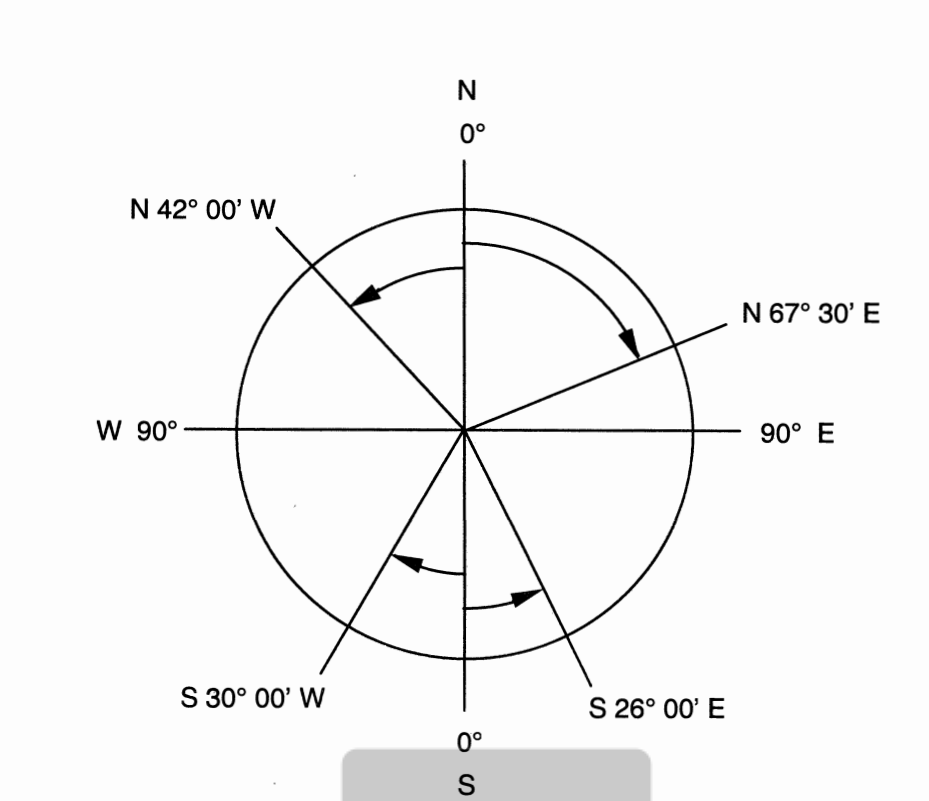 N
0°
N 42° 00’ W
N 67° 30’ E
W 90°
90° E
S 30° 00’ W
S 26° 00’ E
0°
S